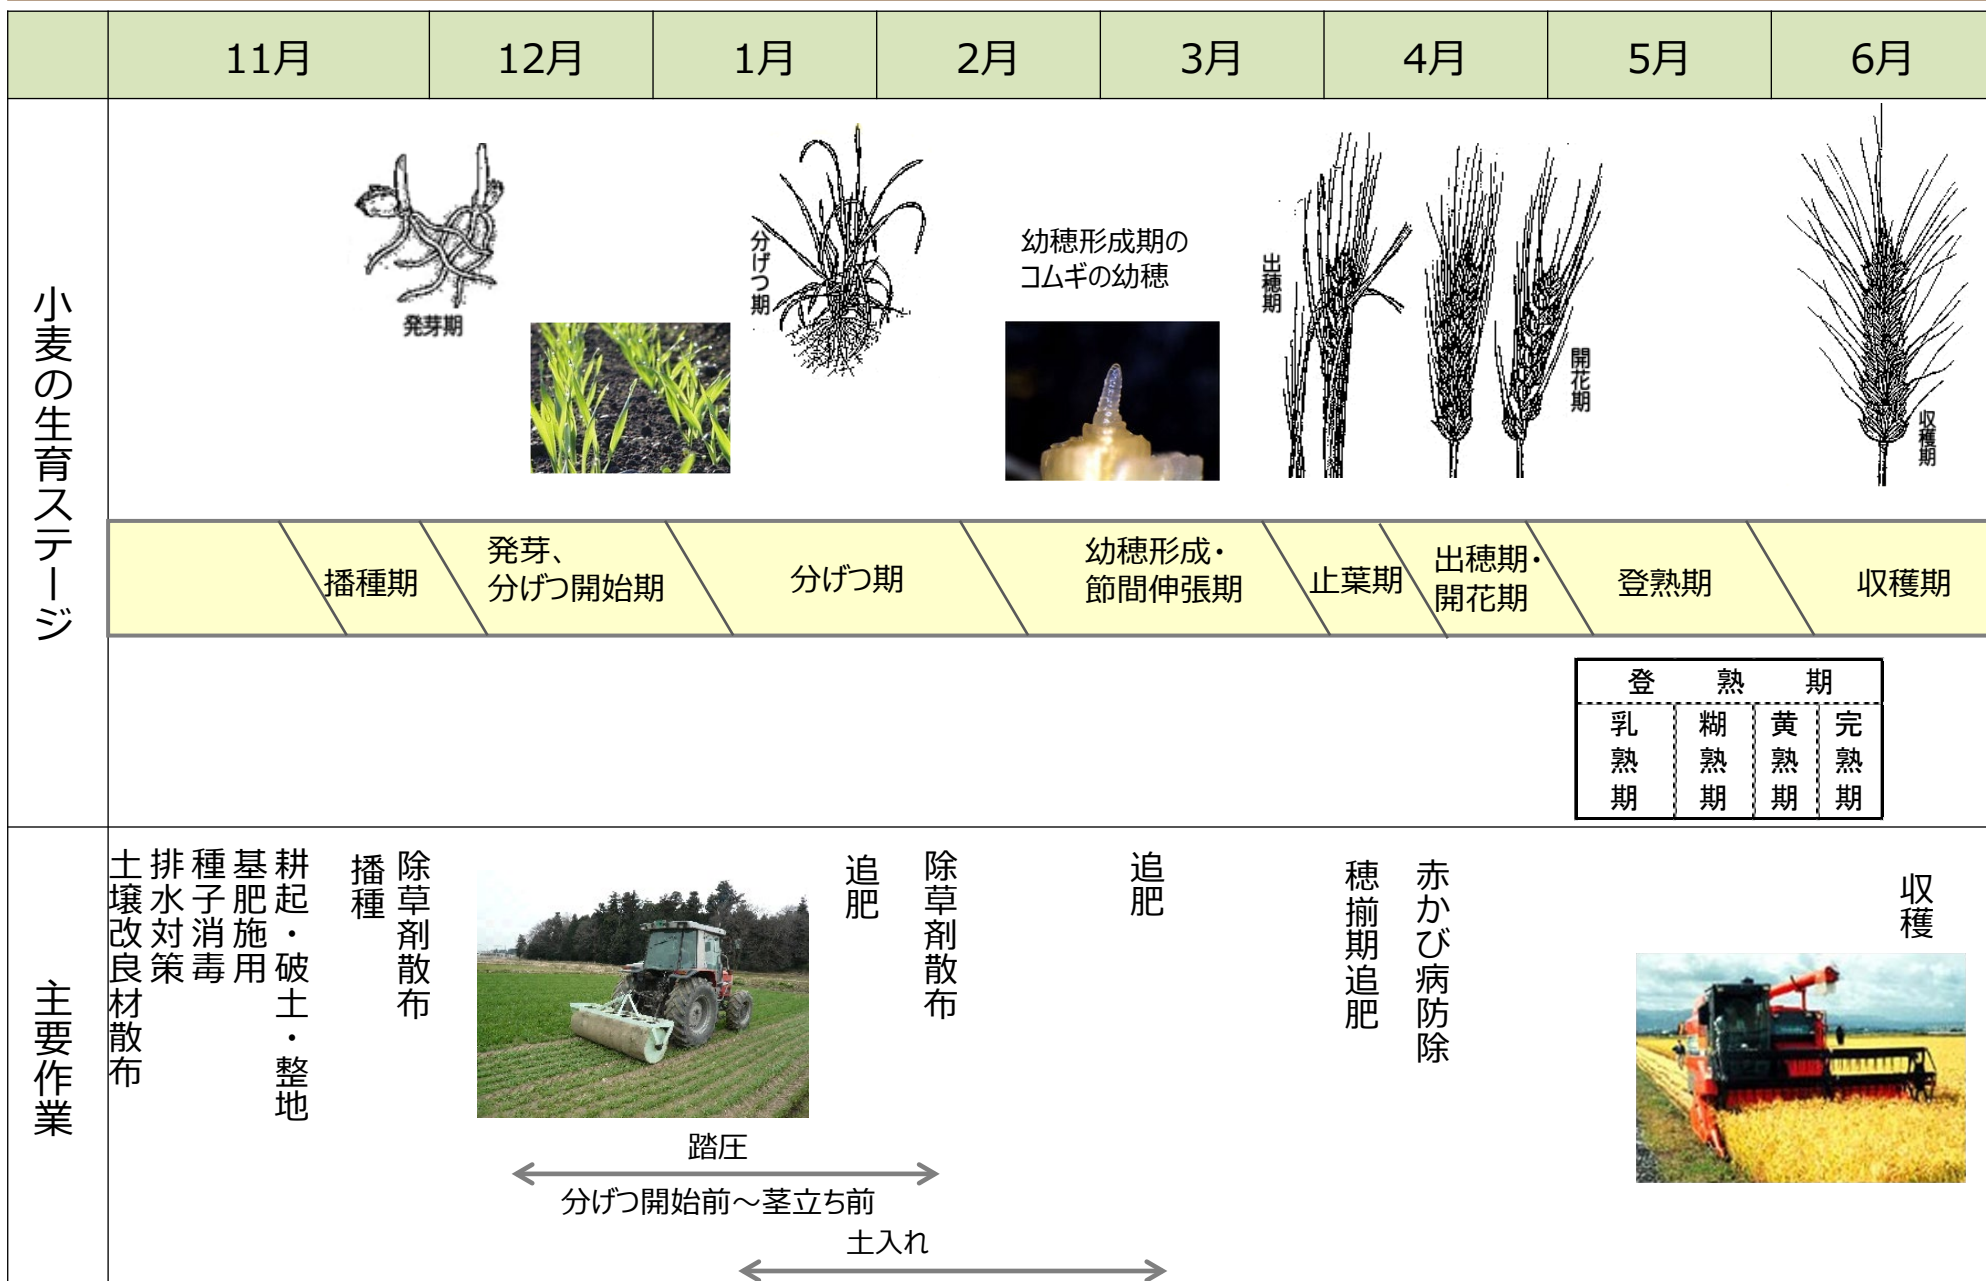 11月
12月
1月
2月
3月
4月
5月
6月
小麦の生育ステージ
発芽期
分げつ期
幼穂形成期の
コムギの幼穂
出穂期
開花期
収穫期
播種期
発芽、
分げつ開始期
分げつ期
幼穂形成・
節間伸張期
止葉期
出穂期・
開花期
登熟期
収穫期
登熟期
乳熟期
糊熟期
黄熟期
完熟期
主要作業
土壌改良材散布
排水対策
種子消毒
基肥施用
耕起・破土・整地
播種
除草剤散布
追肥
除草剤散布
追肥
穂揃期追肥
赤かび病防除
収穫
踏圧
分げつ開始前～茎立ち前
土入れ